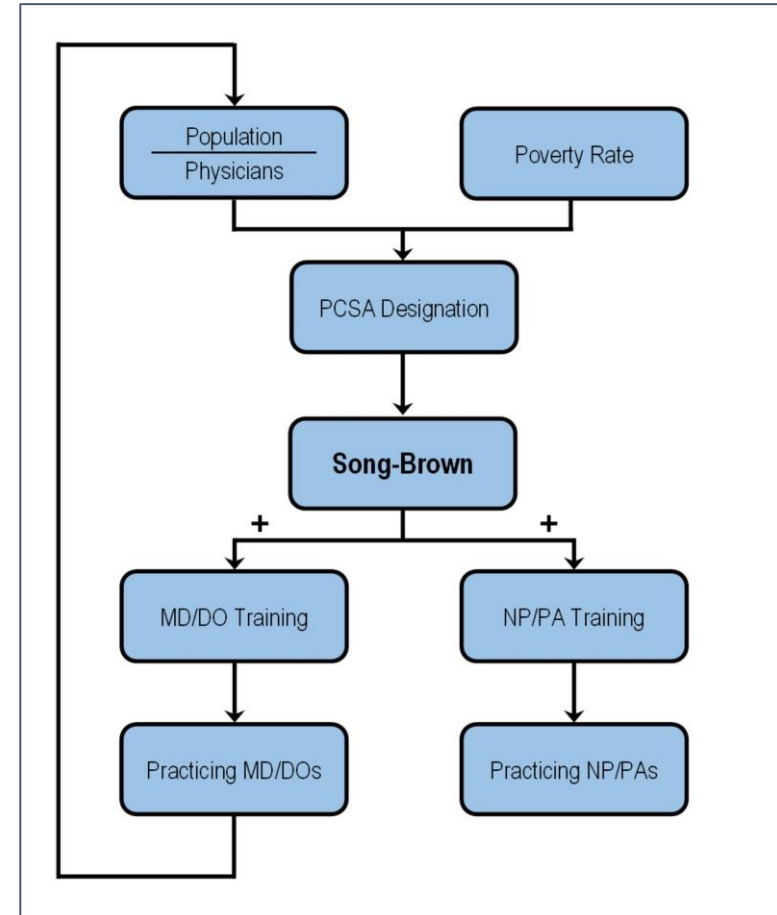 Population
Physicians
Poverty Rate
PCSA Designation
Song-Brown
+
+
MD/DO Training
NP/PA Training
Practicing MD/DOs
Practicing NP/PAs